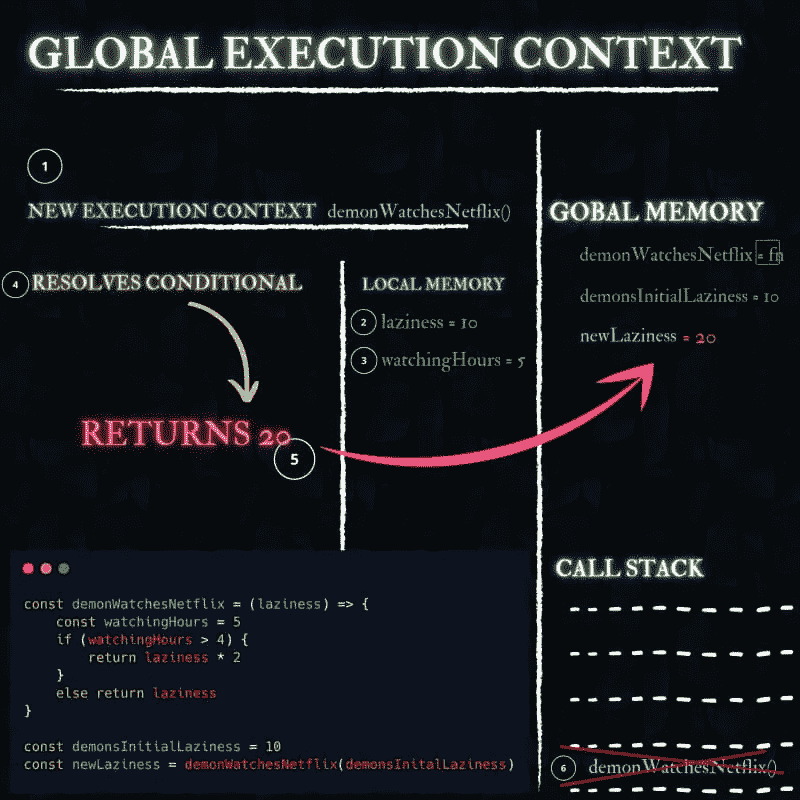 GLOBAL EXECUTION CONTEXT
1
NEW EXECUTION CONTEXT demonWatchesNetflix()
4 RESOLVES CONDITIONAL
RETURNS 20
5
LOCAL MEMORY
2 laziness = 10
3 watchingHours = 5
GOBAL MEMORY
demonWatchesNetflix = fn
demonsInitialLaziness = 10
newLaziness = 20
const demonWatchesNetflix = (laziness) => {
const watchingHours = 5
if (watchingHours > 4) {
return laziness * 2
}
else return laziness
}
const demonsInitialLaziness = 10
const newLaziness = demonWatchesNetflix(demonsInitalLaziness)
CALL STACK
6 demonWatchesNetflix()